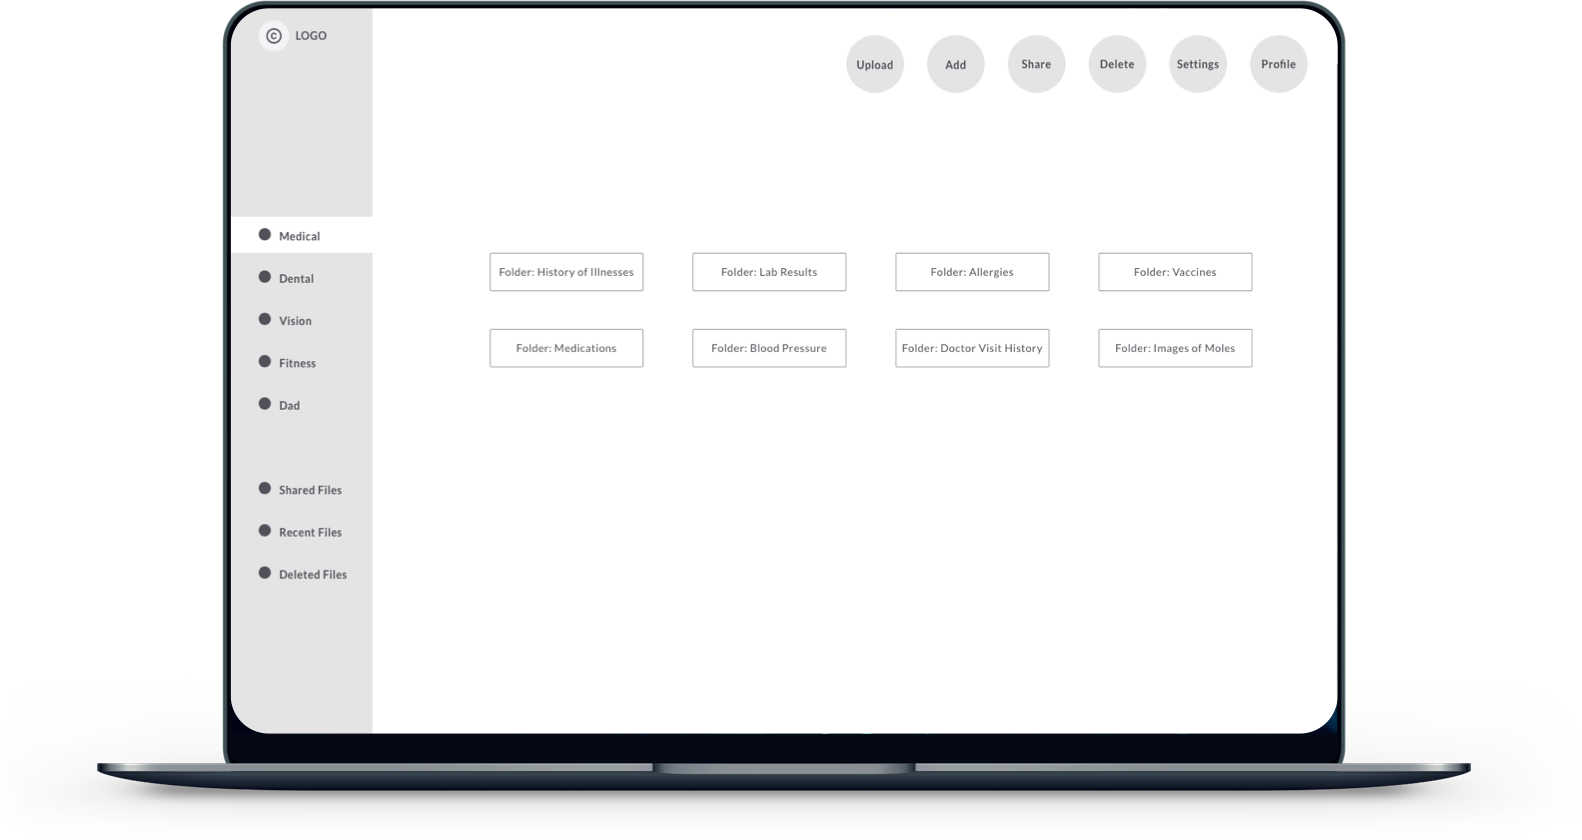 © LOGO
Upload
Add
Share
Delete
Settings
Profile
Medical
Dental
Vision
Fitness
Dad
Shared Files
Recent Files
Deleted Files
Folder: History of Illnesses
Folder: Lab Results
Folder: Allergies
Folder: Vaccines
Folder: Medications
Folder: Blood Pressure
Folder: Doctor Visit History
Folder: Images of Moles